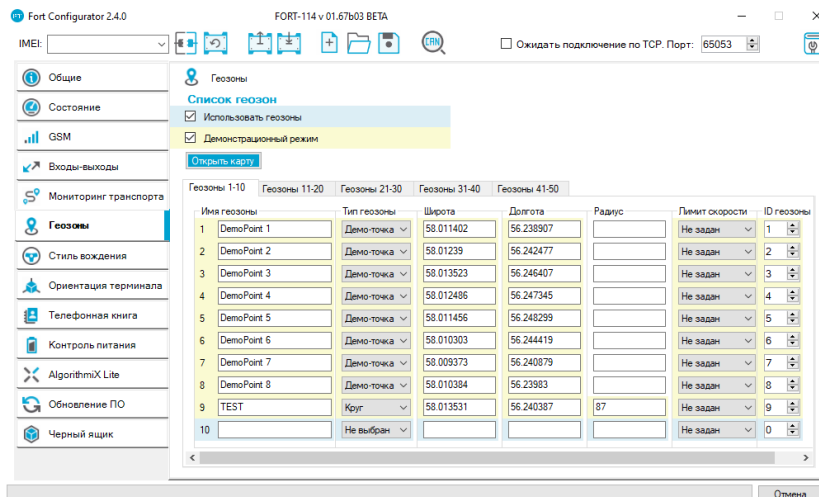 Fort Configurator 2.4.0 FORT-114 v 01.67b03 BETA
IMEI: CAN Ожидать подключение по TCP. Порт: 65053
Общие
Состояние
GSM
Входы-выходы
Мониторинг транспорта
Геозоны
Стиль вождения
Ориентация терминала
Телефонная книга
Контроль питания
AlgorithmiX Lite
Обновление ПО
Черный ящик
Геозоны
Список геозон
Использовать геозоны
Демонстрационный режим
Открыть карту
Геозоны 1-10 Геозоны 11-20 Геозоны 21-30 Геозоны 31-40 Геозоны 41-50
Имя геозоны Тип геозоны Широта Долгота Радиус Лимит скорости ID геозоны
1 DemoPoint 1 Демо-точка 58.011402 56.238907 Не задан 1
2 DemoPoint 2 Демо-точка 58.01239 56.242477 Не задан 2
3 DemoPoint 3 Демо-точка 58.013523 56.246407 Не задан 3
4 DemoPoint 4 Демо-точка 58.012486 56.247345 Не задан 4
5 DemoPoint 5 Демо-точка 58.011456 56.248299 Не задан 5
6 DemoPoint 6 Демо-точка 58.010303 56.244419 Не задан 6
7 DemoPoint 7 Демо-точка 58.009373 56.240879 Не задан 7
8 DemoPoint 8 Демо-точка 58.010384 56.23983 Не задан 8
9 TEST Круг 58.013531 56.240387 87 Не задан 9
10 Не выбран Не задан 0
Отмена